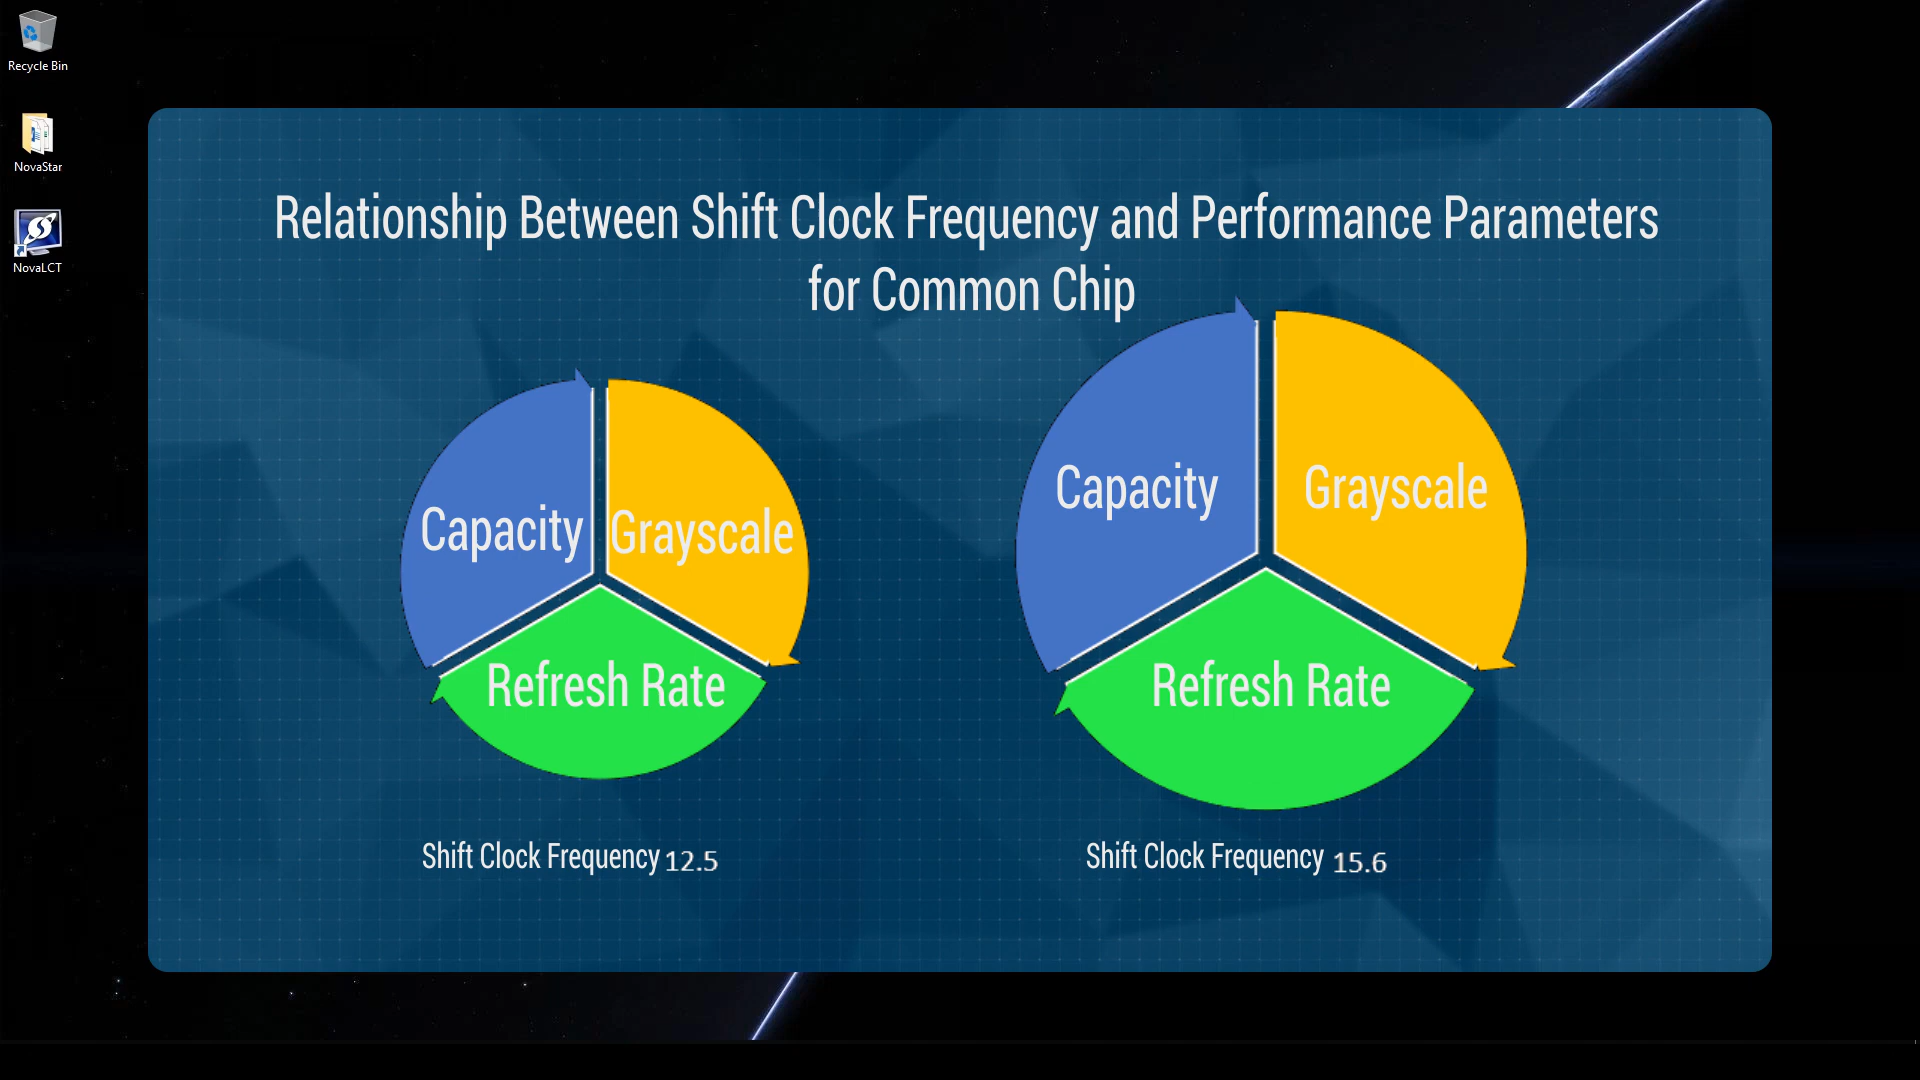 Recycle Bin
NovaStar
NovaLCT
Relationship Between Shift Clock Frequency and Performance Parameters
for Common Chip
Capacity
Grayscale
Refresh Rate
Shift Clock Frequency 12.5
Capacity
Grayscale
Refresh Rate
Shift Clock Frequency 15.6